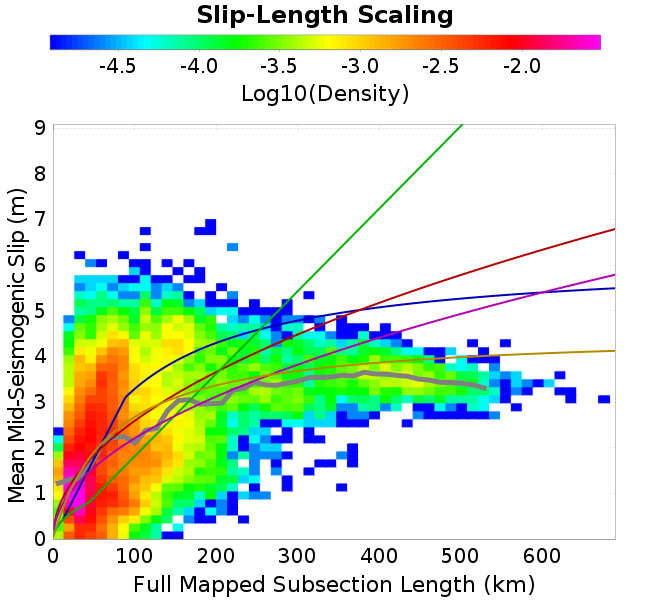 Slip-Length Scaling
-4.5 -4.0 -3.5 -3.0 -2.5 -2.0
Log10(Density)
9
8
7
6
5
4
3
2
1
0
Mean Mid-Seismogenic Slip (m)
0 100 200 300 400 500 600
Full Mapped Subsection Length (km)